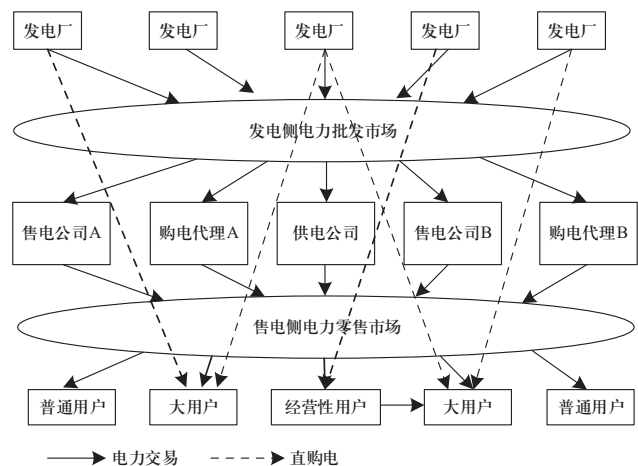 发电厂 发电厂 发电厂 发电厂 发电厂
发电侧电力批发市场
售电公司A 购电代理A 供电公司 售电公司B 购电代理B
售电侧电力零售市场
普通用户 大用户 经营性用户 大用户 普通用户
电力交易 直购电